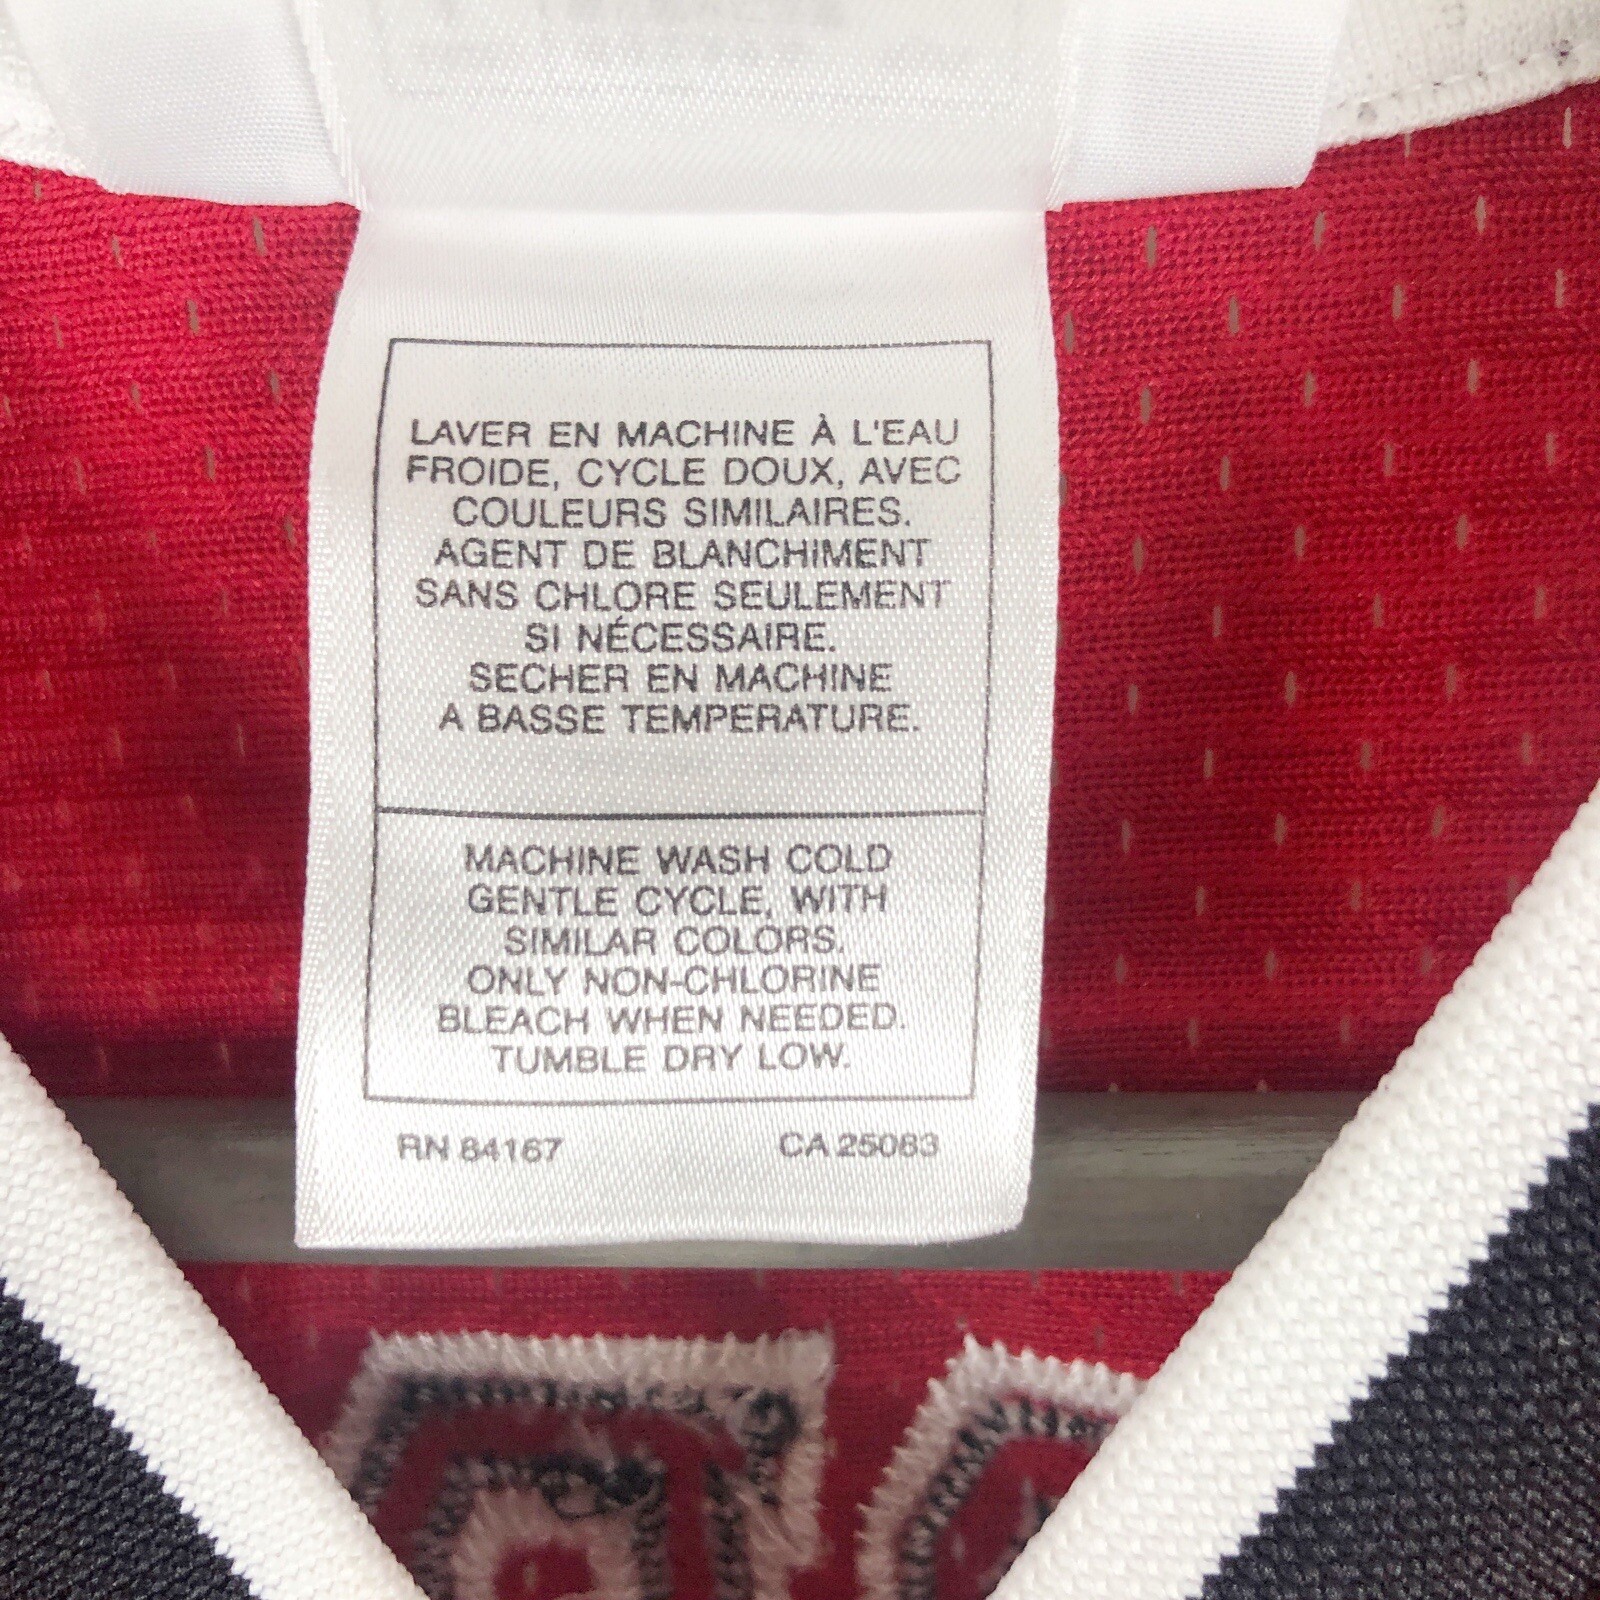 LAVER EN MACHINE À L'EAU
FROIDE, CYCLE DOUX, AVEC
COULEURS SIMILAIRES.
AGENT DE BLANCHIMENT
SANS CHLORE SEULEMENT
SI NÉCESSAIRE.
SECHER EN MACHINE
A BASSE TEMPERATURE.
MACHINE WASH COLD
GENTLE CYCLE, WITH
SIMILAR COLORS.
ONLY NON-CHLORINE
BLEACH WHEN NEEDED.
TUMBLE DRY LOW.
RN 84167 CA 25083